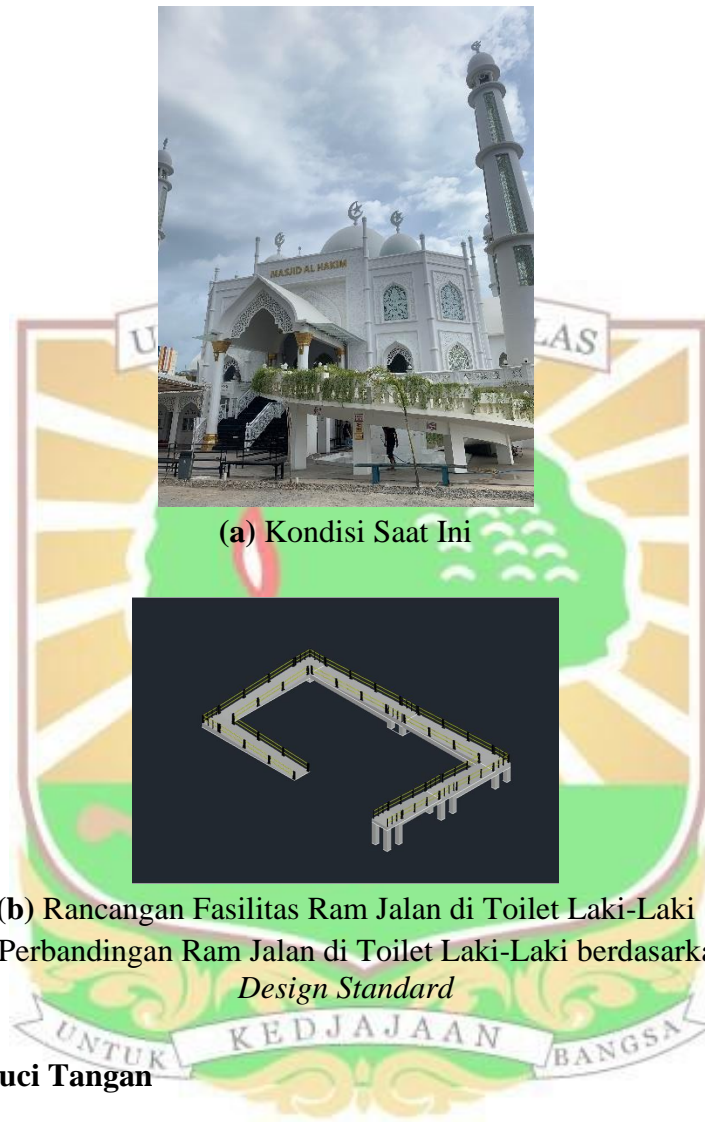 MASJID AL HAKIM
U
LAS
(a) Kondisi Saat Ini
(b) Rancangan Fasilitas Ram Jalan di Toilet Laki-Laki
Perbandingan Ram Jalan di Toilet Laki-Laki berdasarka
Design Standard
UNTUK KEDJAJAAN BANGSA
uci Tangan